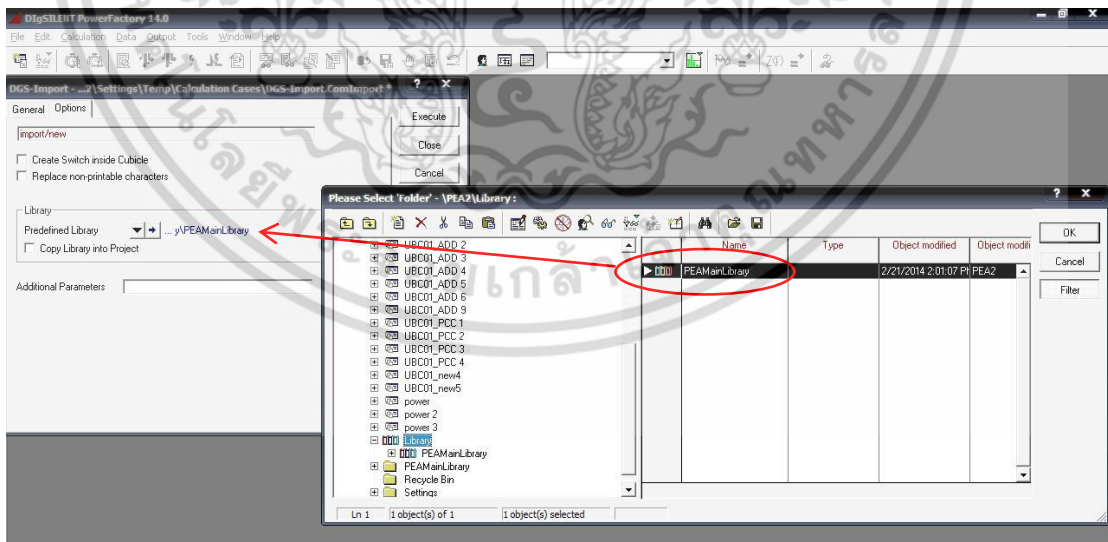 DIgSILENT PowerFactory 14.0
File Edit Calculation Data Output Tools Window Help
DGS-Import - ...2\Settings\Temp\Calculation Cases\DGS-Import.ComImport *
General Options
import/new
Create Switch inside Cubicle
Replace non-printable characters
Library
Predefined Library ... y\PEAMainLibrary
Copy Library into Project
Additional Parameters
Execute
Close
Cancel
Please Select 'Folder' - \PEA2\Library :
UBC01_ADD 2
UBC01_ADD 3
UBC01_ADD 4
UBC01_ADD 5
UBC01_ADD 6
UBC01_ADD 9
UBC01_PCC 1
UBC01_PCC 2
UBC01_PCC 3
UBC01_PCC 4
UBC01_new4
UBC01_new5
power
power 2
power 3
Library
PEAMainLibrary
PEAMainLibrary
Recycle Bin
Settings
Name Type Object modified Object modifi
PEAMainLibrary 2/21/2014 2:01:07 PM PEA2
OK
Cancel
Filter
Ln 1 1 object(s) of 1 1 object(s) selected